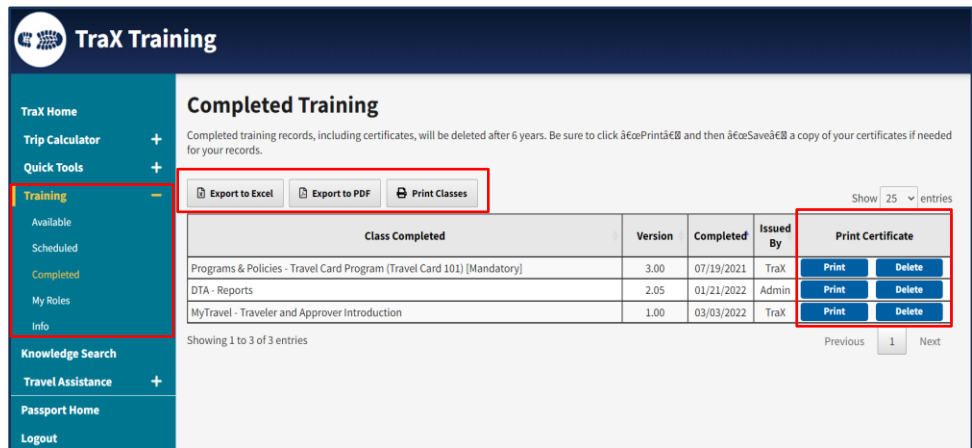 TraX Training
TraX Home
Trip Calculator +
Quick Tools +
Training −
Available
Scheduled
Completed
My Roles
Info
Knowledge Search
Travel Assistance +
Passport Home
Logout
Completed Training
Completed training records, including certificates, will be deleted after 6 years. Be sure to click â€œPrintâ€ and then â€œSaveâ€ a copy of your certificates if needed
for your records.
Export to Excel Export to PDF Print Classes
Show 25 entries
Class Completed Version Completed Issued By Print Certificate
Programs & Policies - Travel Card Program (Travel Card 101) [Mandatory] 3.00 07/19/2021 TraX Print Delete
DTA - Reports 2.05 01/21/2022 Admin Print Delete
MyTravel - Traveler and Approver Introduction 1.00 03/03/2022 TraX Print Delete
Showing 1 to 3 of 3 entries
Previous 1 Next